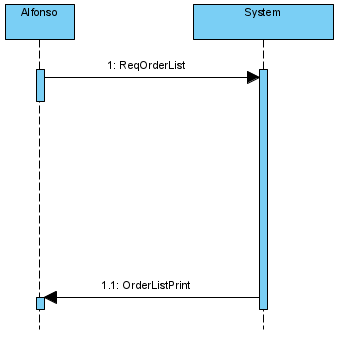 Alfonso
System
1: ReqOrderList
1.1: OrderListPrint